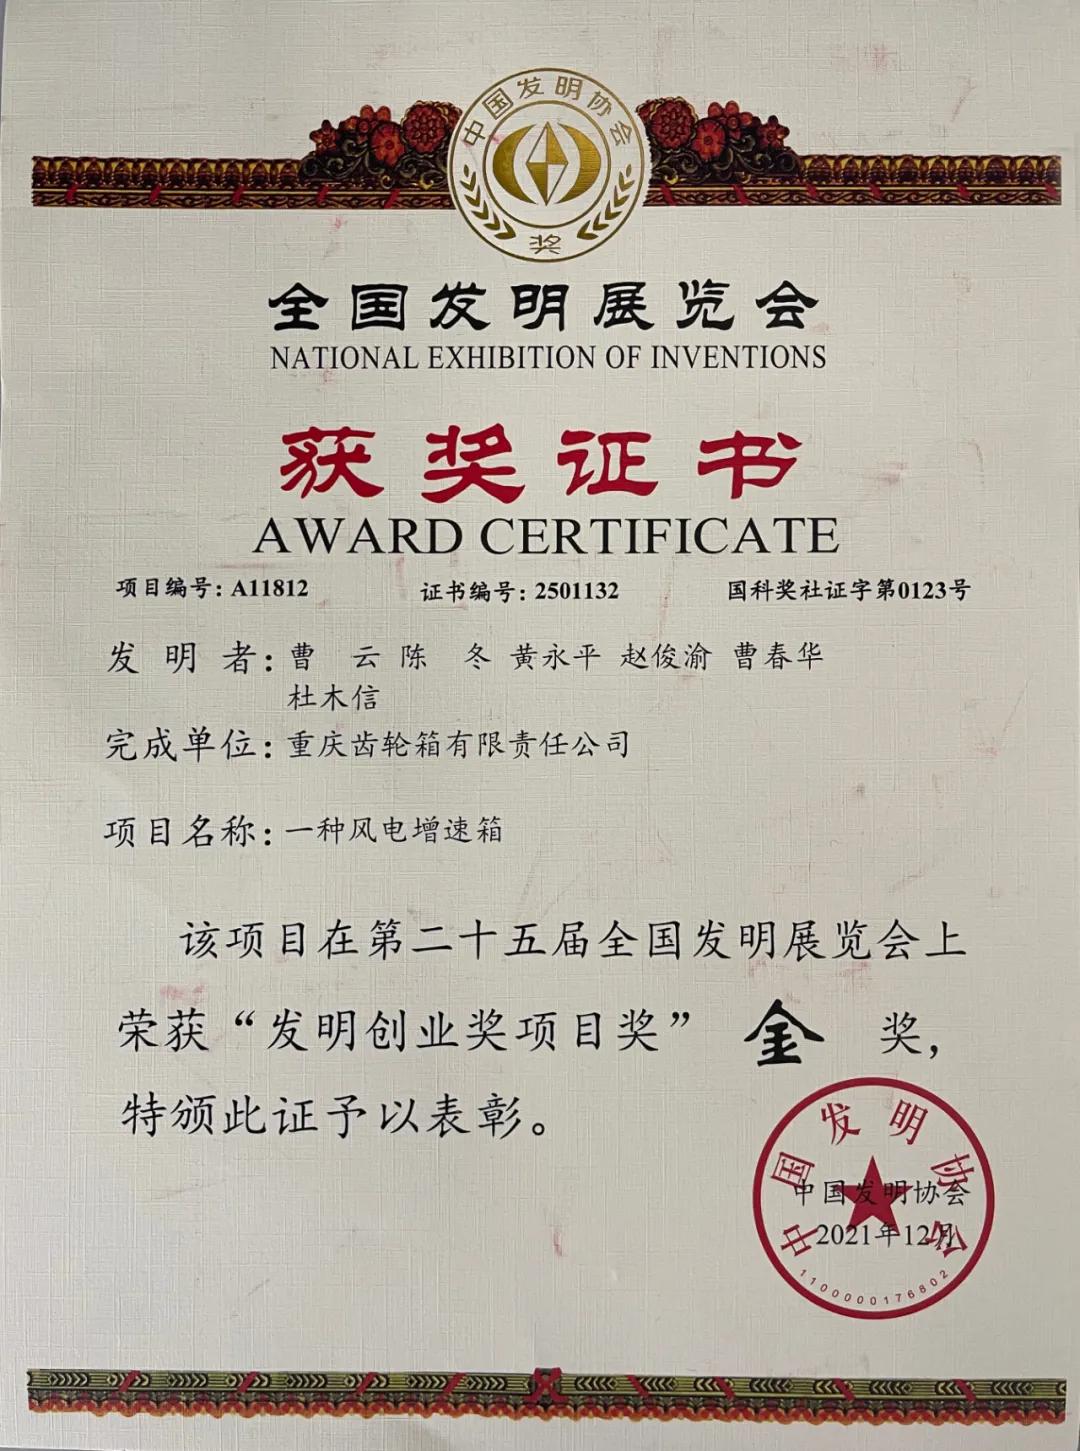 中国发明协会
奖
全国发明展览会
NATIONAL EXHIBITION OF INVENTIONS
获奖证书
AWARD CERTIFICATE
项目编号：A11812 证书编号：2501132 国科奖社证字第0123号
发明者：曹 云 陈 冬 黄永平 赵俊渝 曹春华
杜木信
完成单位：重庆齿轮箱有限责任公司
项目名称：一种风电增速箱
该项目在第二十五届全国发明展览会上
荣获“发明创业奖项目奖” 金 奖，
特颁此证予以表彰。
中国发明协会
中国发明协会
2021年12月
1100000176802